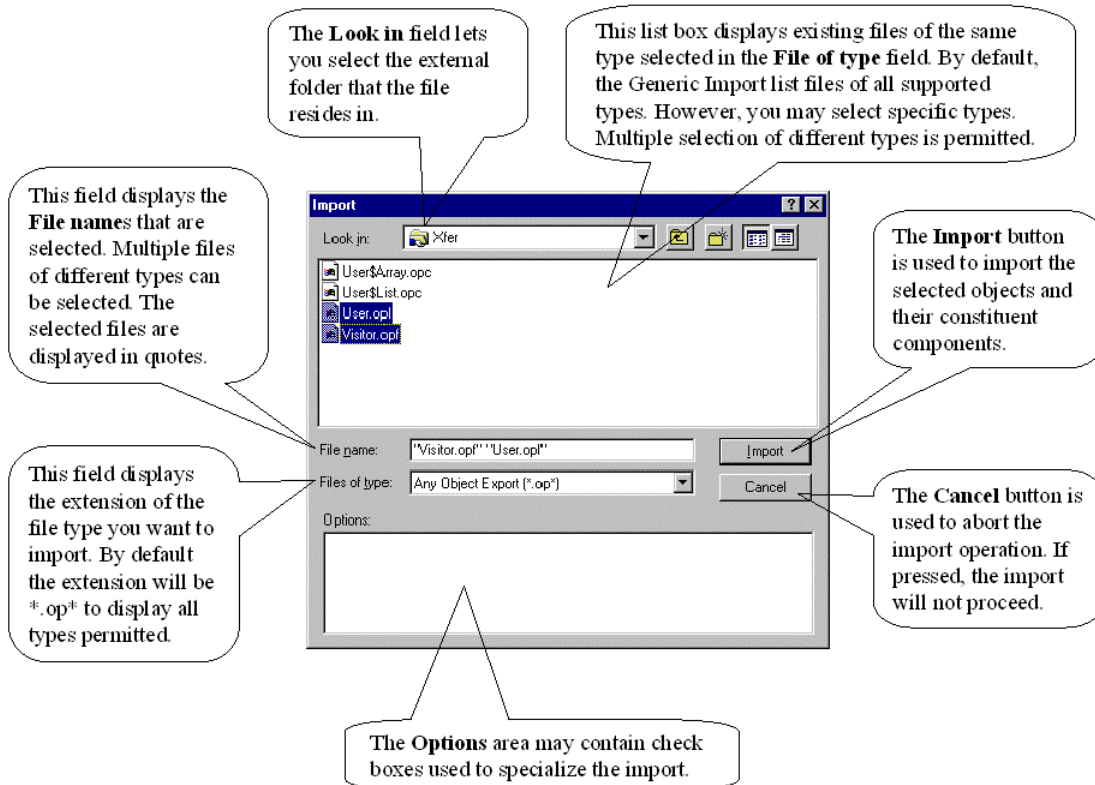 The Look in field lets
you select the external
folder that the file
resides in.
This list box displays existing files of the same
type selected in the File of type field. By default,
the Generic Import list files of all supported
types. However, you may select specific types.
Multiple selection of different types is permitted.
This field displays the
File names that are
selected. Multiple files
of different types can
be selected. The
selected files are
displayed in quotes.
Import
Look in:
Xfer
User$Array.opc
User$List.opc
User.opl
Visitor.opf
The Import button
is used to import the
selected objects and
their constituent
components.
File name:
"Visitor.opf" "User.opl"
Import
Files of type:
Any Object Export (*.op*)
Cancel
Options:
This field displays
the extension of the
file type you want to
import. By default
the extension will be
*.op* to display all
types permitted.
The Cancel button is
used to abort the
import operation. If
pressed, the import
will not proceed.
The Options area may contain check
boxes used to specialize the import.